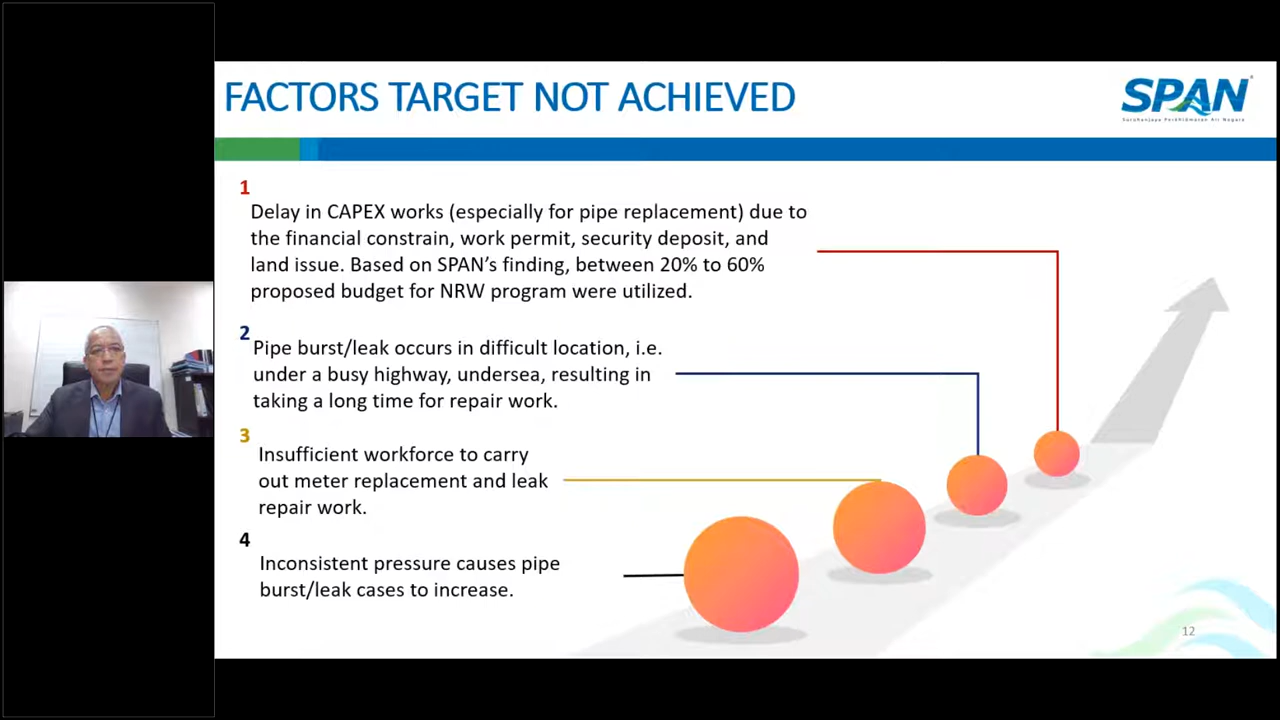 FACTORS TARGET NOT ACHIEVED
SPAN
Suruhanjaya Perkhidmatan Air Negara
1
Delay in CAPEX works (especially for pipe replacement) due to
the financial constrain, work permit, security deposit, and
land issue. Based on SPAN's finding, between 20% to 60%
proposed budget for NRW program were utilized.
2
Pipe burst/leak occurs in difficult location, i.e.
under a busy highway, undersea, resulting in
taking a long time for repair work.
3
Insufficient workforce to carry
out meter replacement and leak
repair work.
4
Inconsistent pressure causes pipe
burst/leak cases to increase.
12